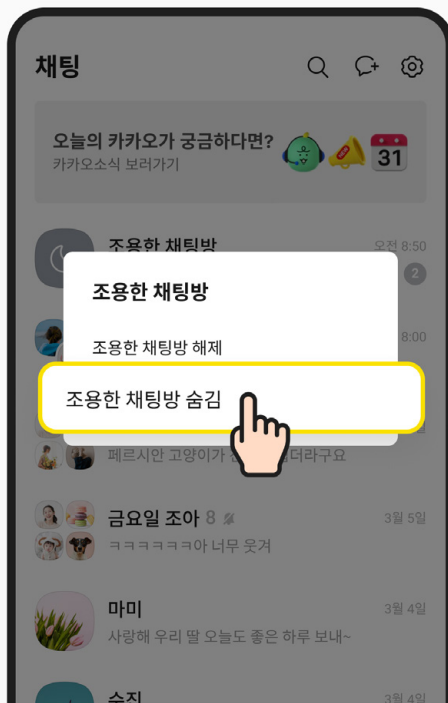 채팅
오늘의 카카오가 궁금하다면?
카카오소식 보러가기
31
조용한 채팅방
오전 8:50
2
조용한 채팅방
8:00
조용한 채팅방 해제
조용한 채팅방 숨김
페르시안 고양이가
더라구요
금요일 조아 8
3월 5일
ㅋㅋㅋㅋㅋㅋ아 너무 웃겨
마미
3월 4일
사랑해 우리 딸 오늘도 좋은 하루 보내~
수진
3월 4일